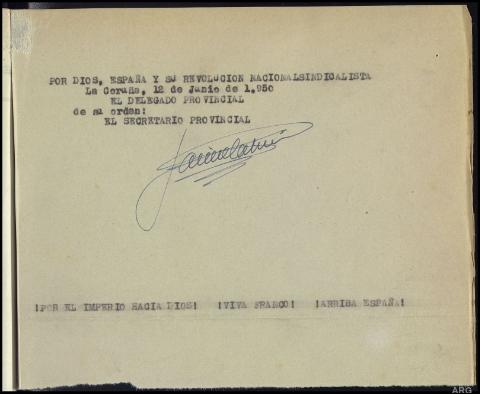 POR DIOS, ESPAÑA Y SU REVOLUCION NACIONALSINDICALISTA
La Coruña, 12 de Junio de 1.950
EL DELEGADO PROVINCIAL
de su orden:
EL SECRETARIO PROVINCIAL
¡POR EL IMPERIO HACIA DIOS! ¡VIVA FRANCO! ¡ARRIBA ESPAÑA!
ARG